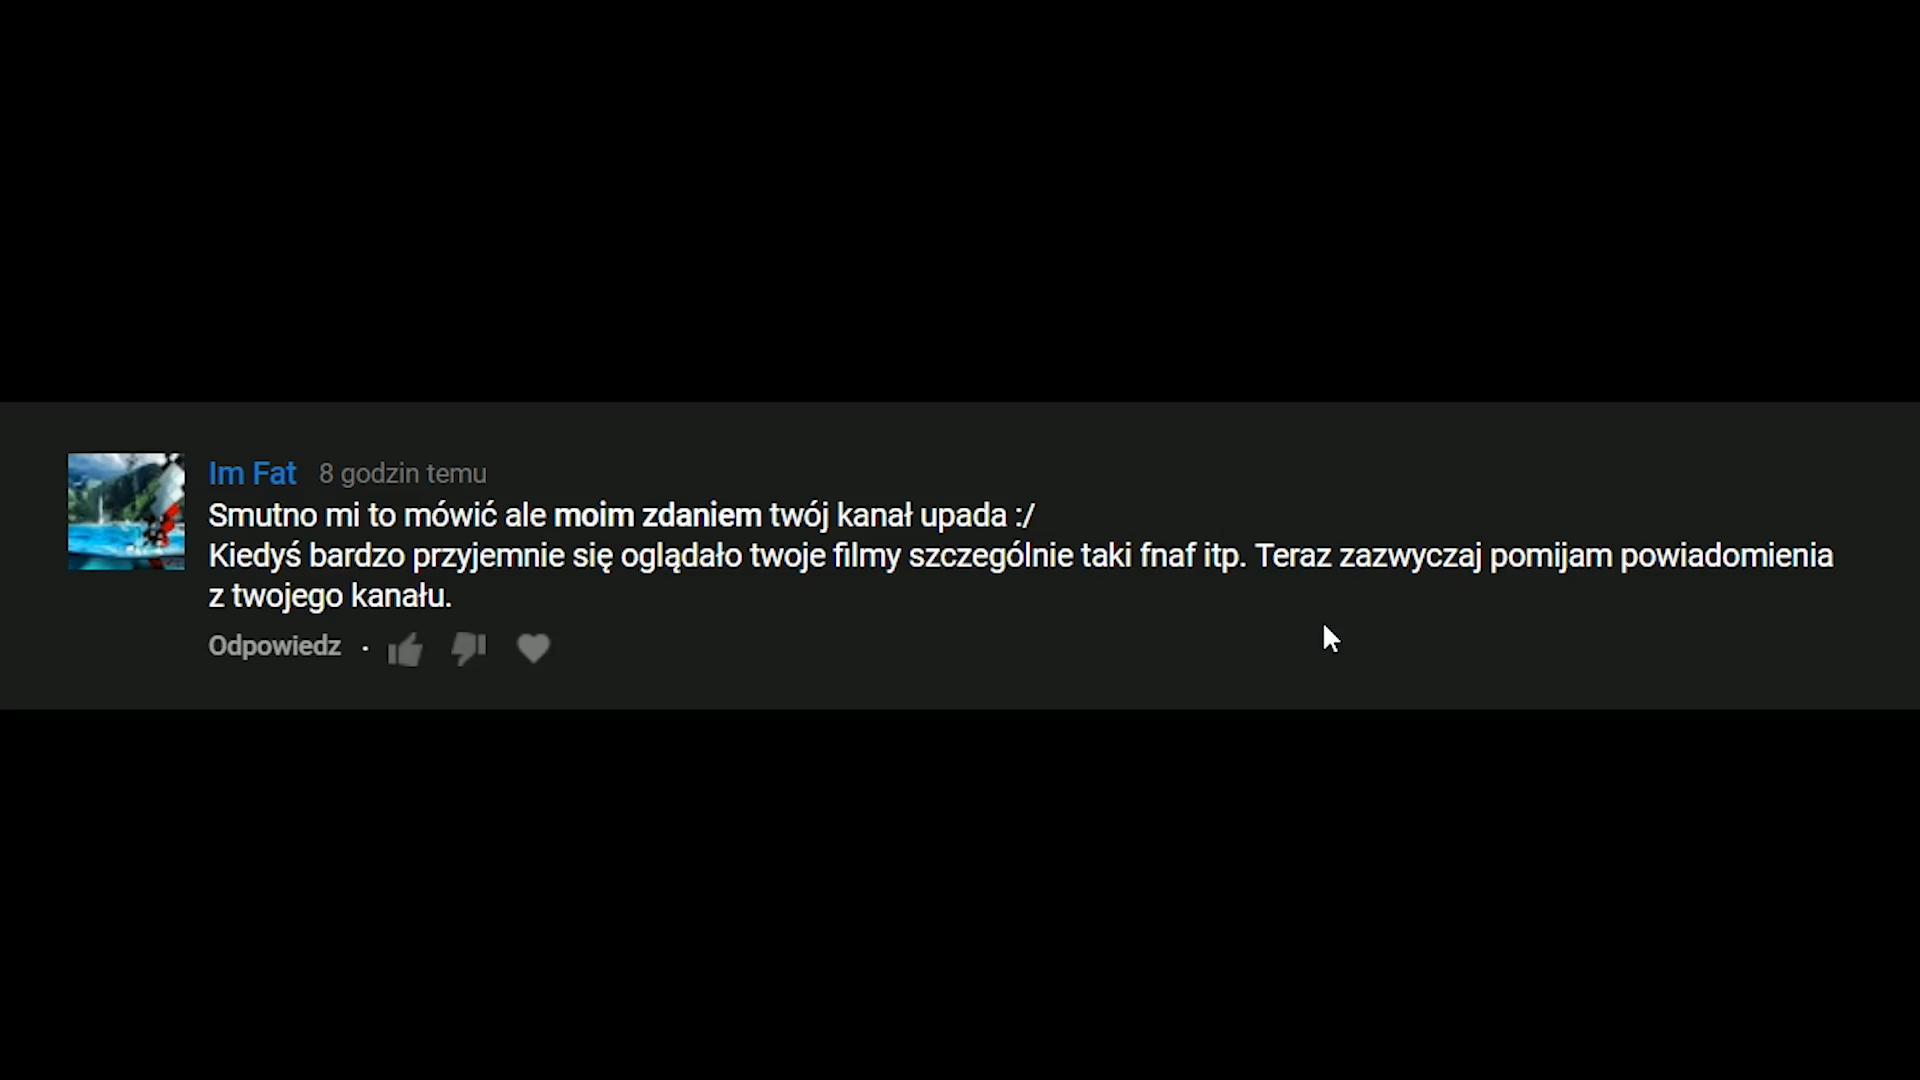 Im Fat 8 godzin temu
Smutno mi to mówić ale moim zdaniem twój kanał upada :/
Kiedyś bardzo przyjemnie się oglądało twoje filmy szczególnie taki fnaf itp. Teraz zazwyczaj pomijam powiadomienia
z twojego kanału.
Odpowiedz ·